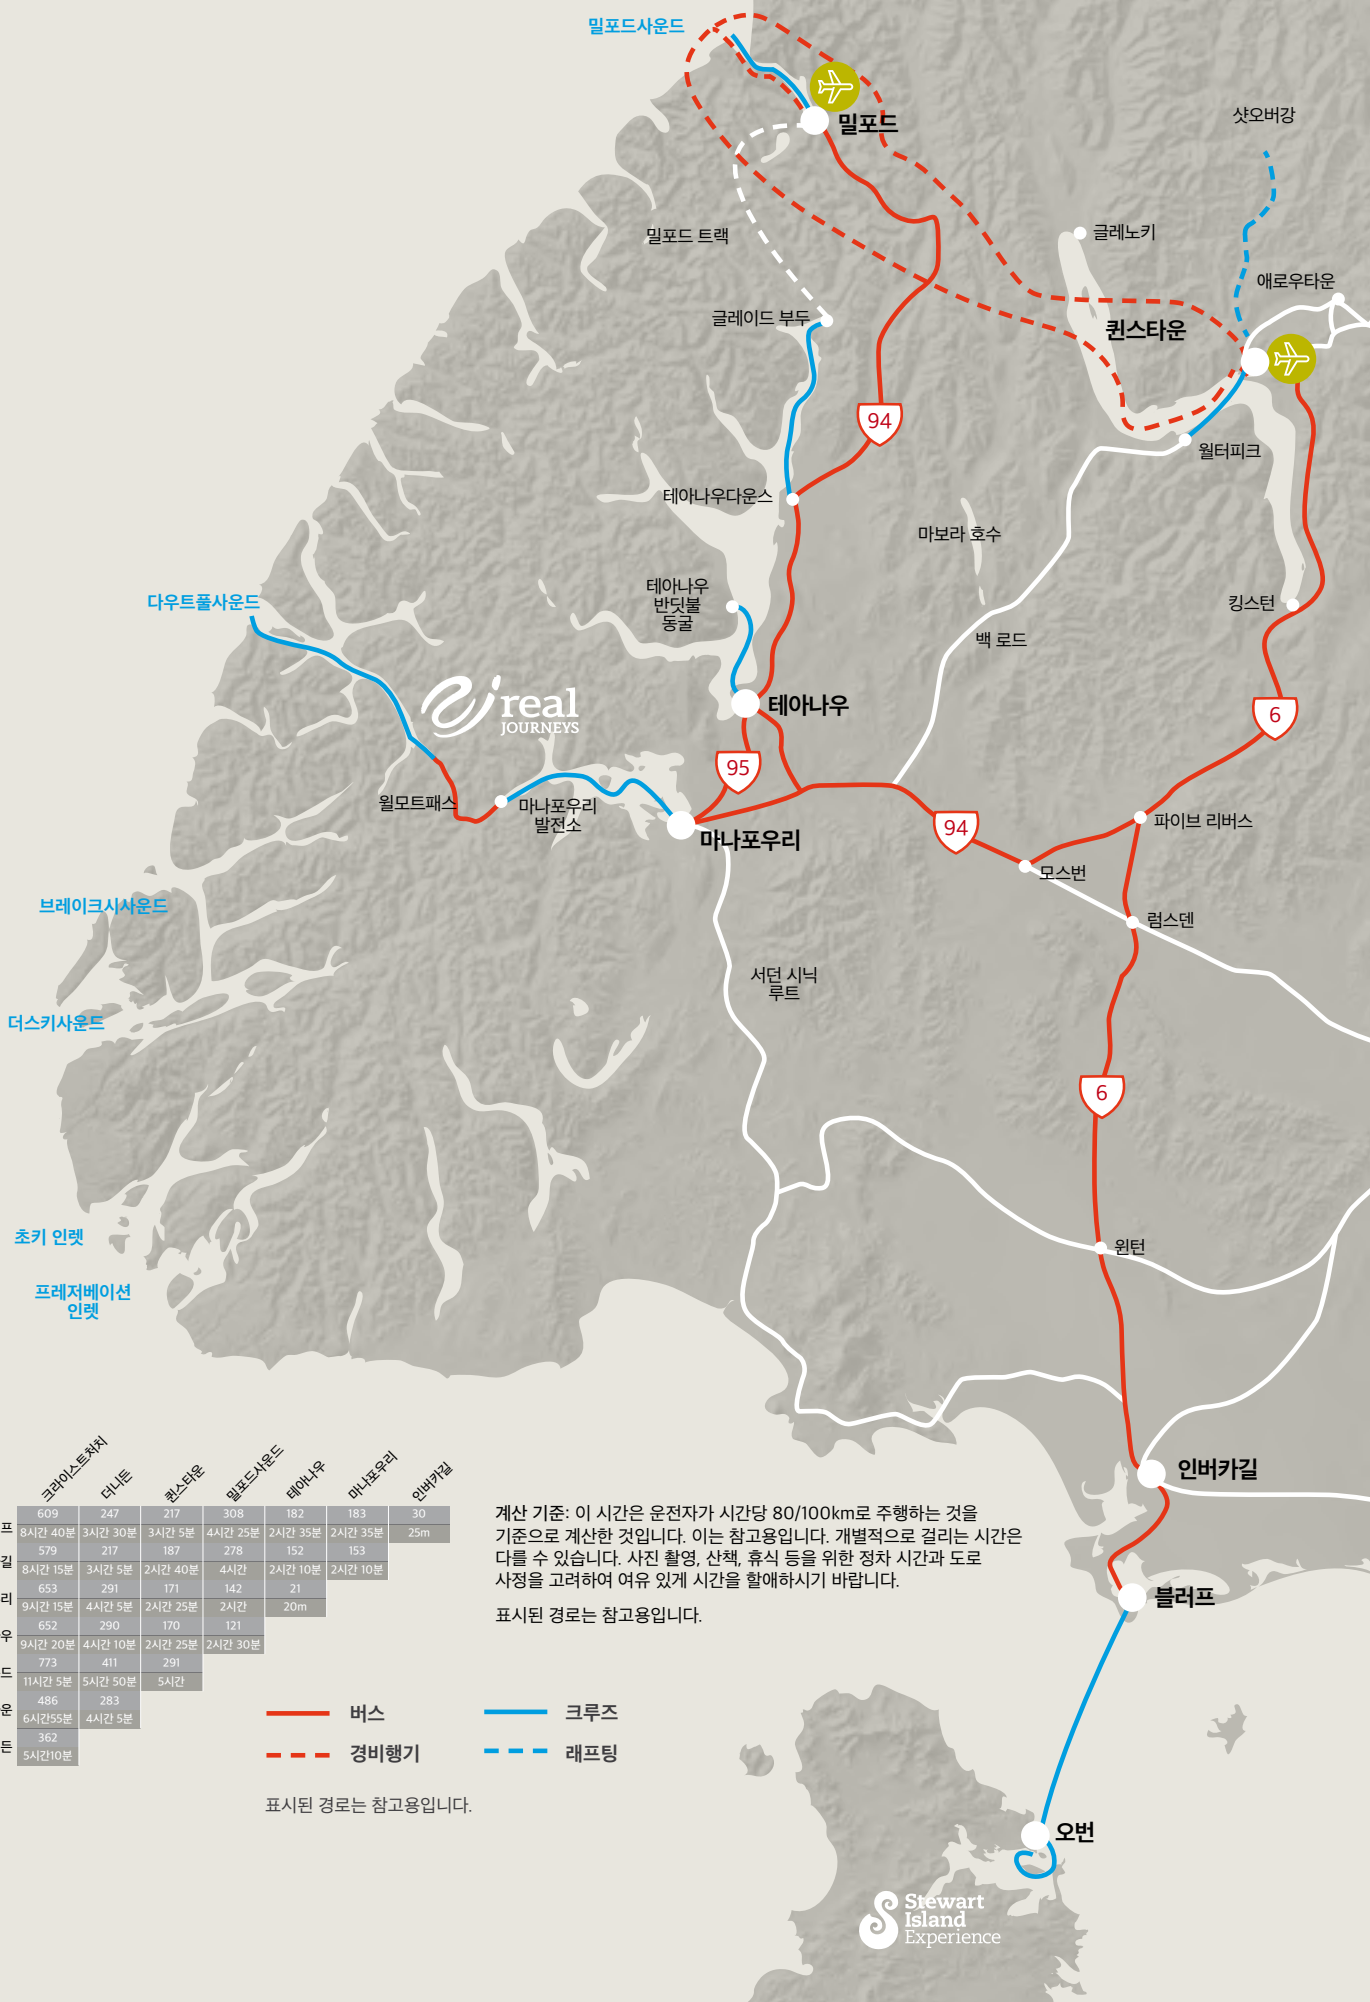 밀포드사운드
밀포드
샷오버강
밀포드 트랙
글레노키
애로우타운
글레이드 부두
퀸스타운
94
월터피크
테아나우다운스
마보라 호수
테아나우
반딧불
동굴
다우트풀사운드
킹스턴
백 로드
real
JOURNEYS
테아나우
6
95
윌모트패스
마나포우리
발전소
94
파이브 리버스
마나포우리
모스번
브레이크시사운드
럼스덴
서던 시닉
루트
더스키사운드
6
초키 인렛
윈턴
프레저베이션
인렛
인버카길
블러프
크라이스트처치
더니든
퀸스타운
밀포드사운드
테아나우
마나포우리
인버카길
609 247 217 308 182 183 30
프
8시간 40분 3시간 30분 3시간 5분 4시간 25분 2시간 35분 2시간 35분 25m
579 217 187 278 152 153
길
8시간 15분 3시간 5분 2시간 40분 4시간 2시간 10분 2시간 10분
653 291 171 142 21
리
9시간 15분 4시간 5분 2시간 25분 2시간 20m
652 290 170 121
우
9시간 20분 4시간 10분 2시간 25분 2시간 30분
773 411 291
드
11시간 5분 5시간 50분 5시간
486 283
운
6시간55분 4시간 5분
362
든
5시간10분
계산 기준: 이 시간은 운전자가 시간당 80/100km로 주행하는 것을
기준으로 계산한 것입니다. 이는 참고용입니다. 개별적으로 걸리는 시간은
다를 수 있습니다. 사진 촬영, 산책, 휴식 등을 위한 정차 시간과 도로
사정을 고려하여 여유 있게 시간을 할애하시기 바랍니다.
표시된 경로는 참고용입니다.
버스
크루즈
경비행기
래프팅
표시된 경로는 참고용입니다.
오번
Stewart
Island
Experience